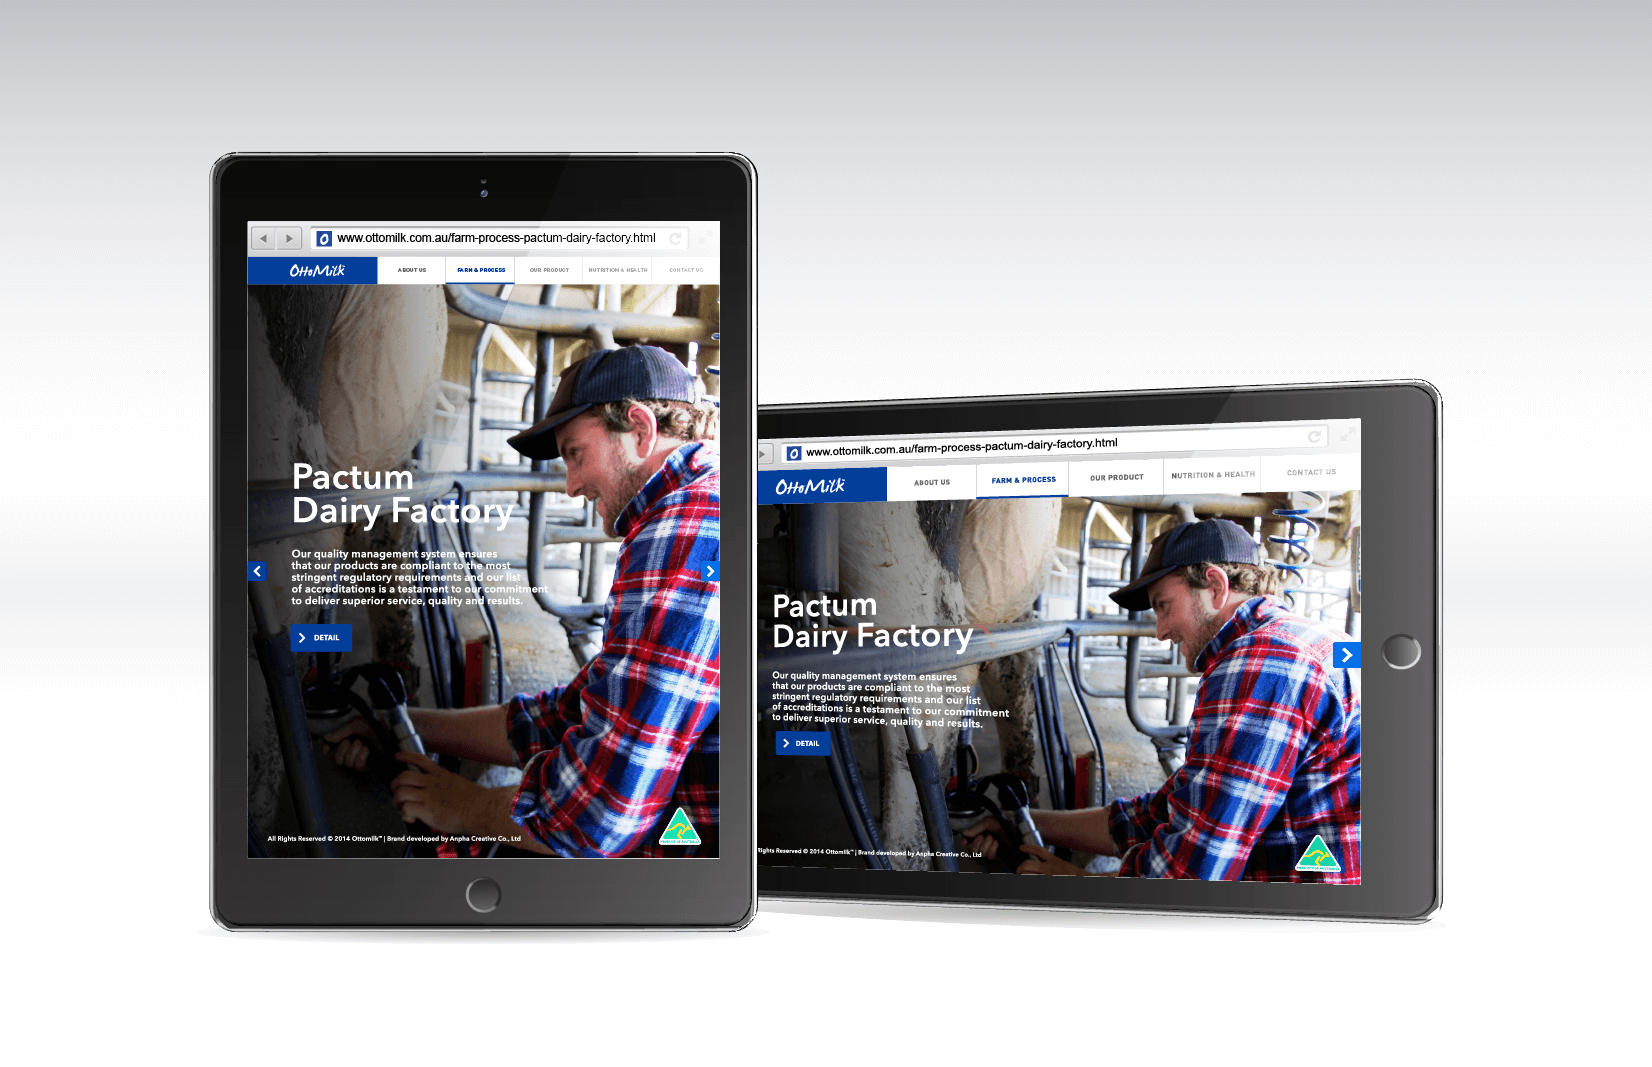 www.ottomilk.com.au/farm-process-pactum-dairy-factory.html
OttoMilk
ABOUT US
FARM & PROCESS
OUR PRODUCT
NUTRITION & HEALTH
CONTACT US
Pactum
Dairy Factory
Our quality management system ensures
that our products are compliant to the most
stringent regulatory requirements and our list
of accreditations is a testament to our commitment
to deliver superior service, quality and results.
DETAIL
All Rights Reserved © 2014 Ottomilk™ | Brand developed by Anpha Creative Co., Ltd
www.ottomilk.com.au/farm-process-pactum-dairy-factory.html
OttoMilk
ABOUT US
FARM & PROCESS
OUR PRODUCT
NUTRITION & HEALTH
CONTACT US
Pactum
Dairy Factory
Our quality management system ensures
that our products are compliant to the most
stringent regulatory requirements and our list
of accreditations is a testament to our commitment
to deliver superior service, quality and results.
DETAIL
Rights Reserved © 2014 Ottomilk™ | Brand developed by Anpha Creative Co., Ltd